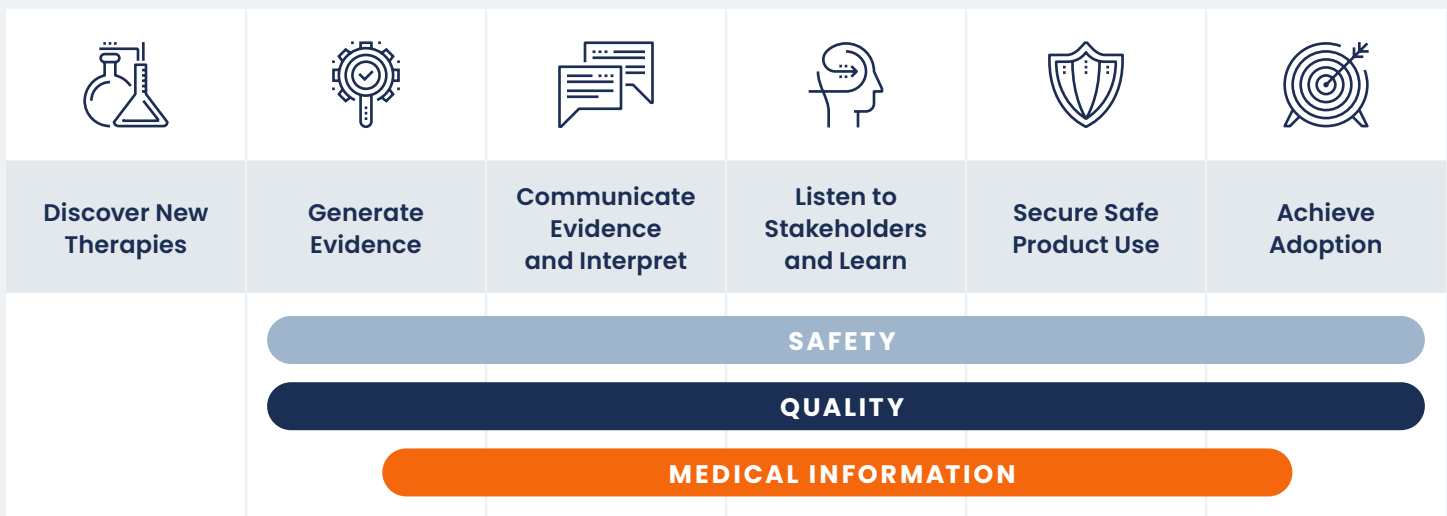 Discover New
Therapies
Generate
Evidence
Communicate
Evidence
and Interpret
Listen to
Stakeholders
and Learn
Secure Safe
Product Use
Achieve
Adoption
SAFETY
QUALITY
MEDICAL INFORMATION